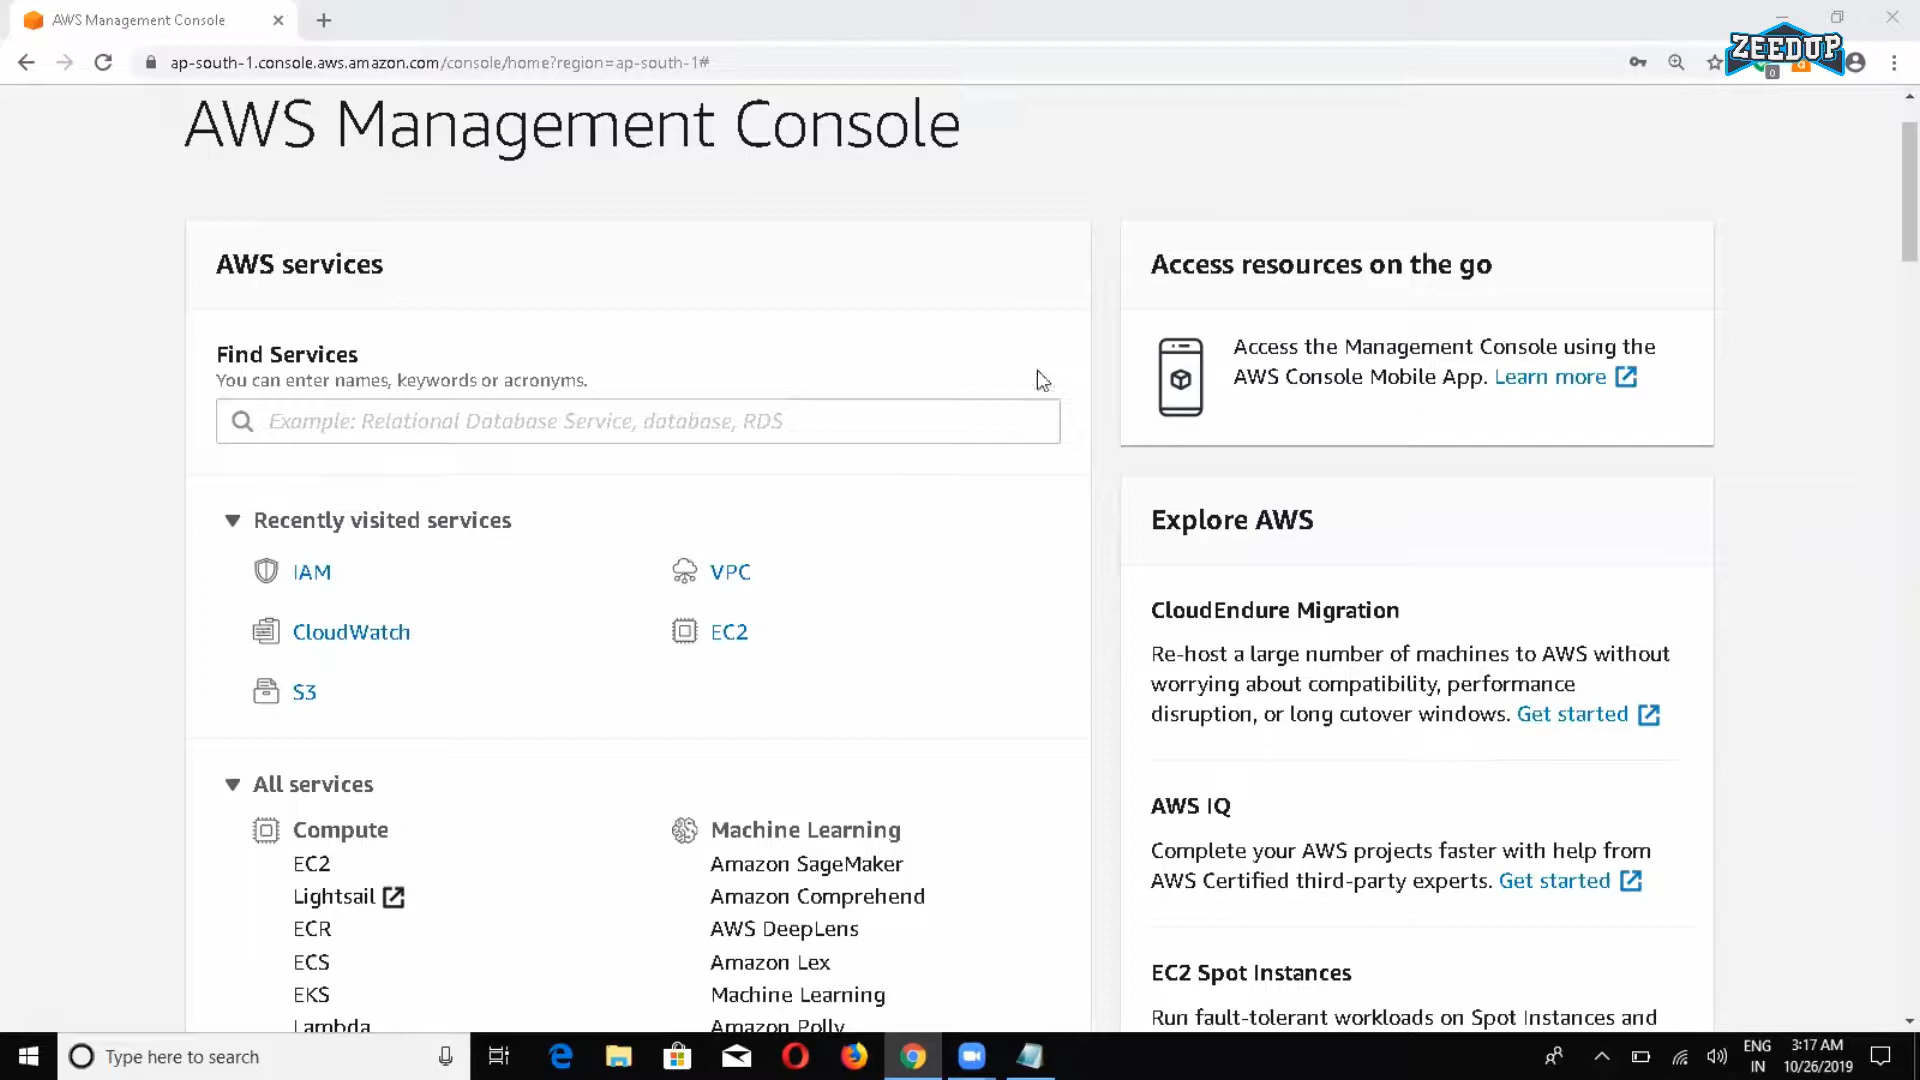 AWS Management Console
ap-south-1.console.aws.amazon.com/console/home?region=ap-south-1#
ZEEDUP
0
AWS Management Console
AWS services
Find Services
You can enter names, keywords or acronyms.
Example: Relational Database Service, database, RDS
Recently visited services
IAM
VPC
CloudWatch
EC2
S3
All services
Compute
EC2
Lightsail
ECR
ECS
EKS
Lambda
Machine Learning
Amazon SageMaker
Amazon Comprehend
AWS DeepLens
Amazon Lex
Machine Learning
Amazon Polly
Access resources on the go
Access the Management Console using the
AWS Console Mobile App. Learn more
Explore AWS
CloudEndure Migration
Re-host a large number of machines to AWS without
worrying about compatibility, performance
disruption, or long cutover windows. Get started
AWS IQ
Complete your AWS projects faster with help from
AWS Certified third-party experts. Get started
EC2 Spot Instances
Run fault-tolerant workloads on Spot Instances and
Type here to search
ENG
IN
3:17 AM
10/26/2019